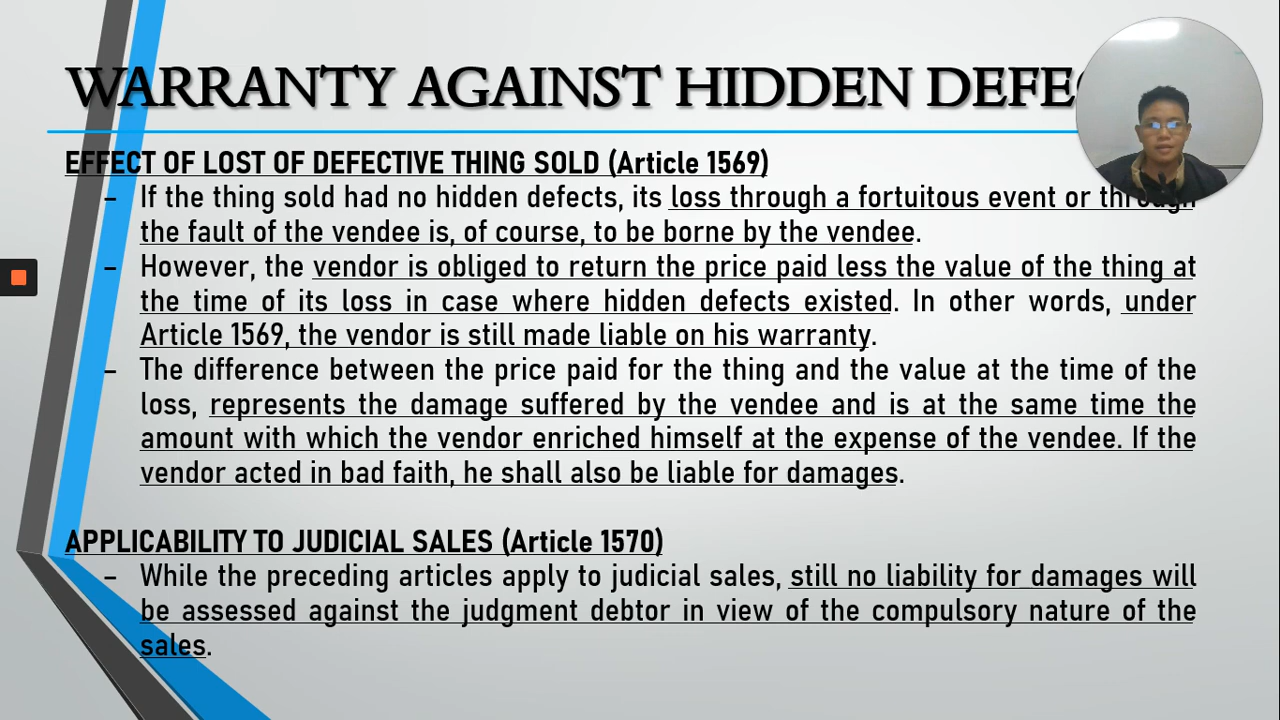 WARRANTY AGAINST HIDDEN
EFFECT OF LOST OF DEFECTIVE THING SOLD (Article 1569)
– If the thing sold had no hidden defects, its loss through a fortuitous event or through
the fault of the vendee is, of course, to be borne by the vendee.
– However, the vendor is obliged to return the price paid less the value of the thing at
the time of its loss in case where hidden defects existed. In other words, under
Article 1569, the vendor is still made liable on his warranty.
– The difference between the price paid for the thing and the value at the time of the
loss, represents the damage suffered by the vendee and is at the same time the
amount with which the vendor enriched himself at the expense of the vendee. If the
vendor acted in bad faith, he shall also be liable for damages.
APPLICABILITY TO JUDICIAL SALES (Article 1570)
– While the preceding articles apply to judicial sales, still no liability for damages will
be assessed against the judgment debtor in view of the compulsory nature of the
sales.